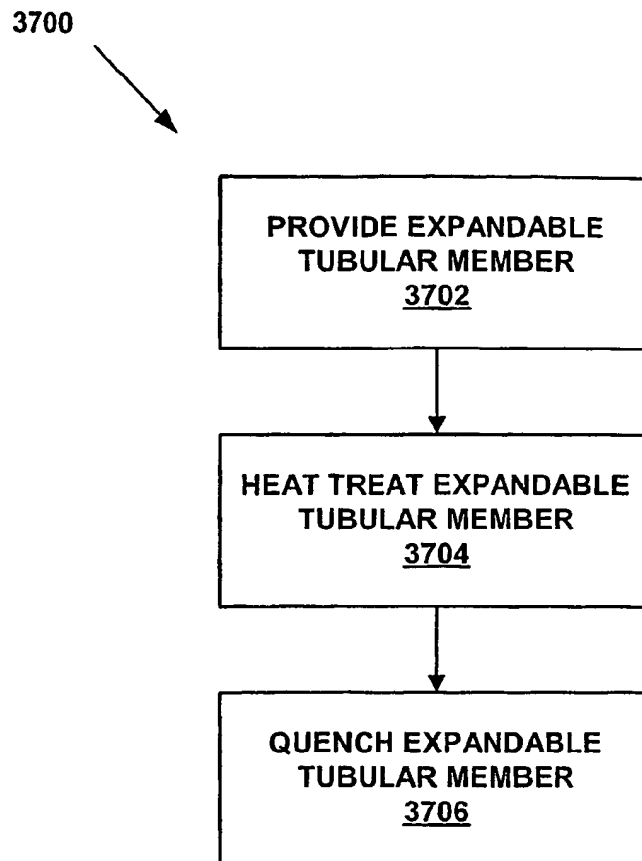 3700
PROVIDE EXPANDABLE
TUBULAR MEMBER
3702
HEAT TREAT EXPANDABLE
TUBULAR MEMBER
3704
QUENCH EXPANDABLE
TUBULAR MEMBER
3706